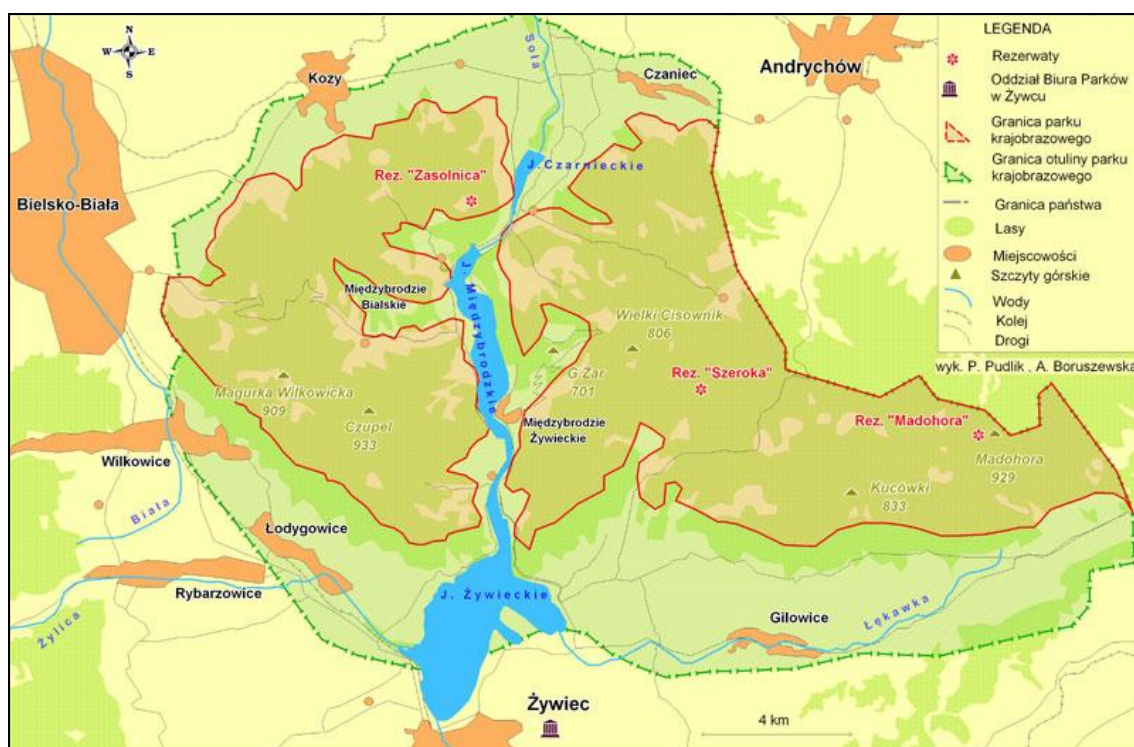 N
W E
S
Kozy
Soła
Czaniec
Andrychów
Bielsko-Biała
J. Czarnieckie
Rez. "Zasolnica"
Międzybrodzie
Bialskie
J. Międzybrodzkie
Wielki Cisownik
806
G.Żar
701
Rez. "Szeroka"
Magurka Wilkowicka
909
Czupel
933
Międzybrodzie
Żywieckie
Rez. "Madohora"
Madohora
929
Kucówki
833
Wilkowice
Biała
Łodygowice
Rybarzowice
Żylica
J. Żywieckie
Gilowice
Łękawka
Żywiec
4 km
LEGENDA
Rezerwaty
Oddział Biura Parków
w Żywcu
Granica parku
krajobrazowego
Granica otuliny parku
krajobrazowego
Granica państwa
Lasy
Miejscowości
Szczyty górskie
Wody
Kolej
Drogi
wyk. P. Pudlik , A. Boruszewska